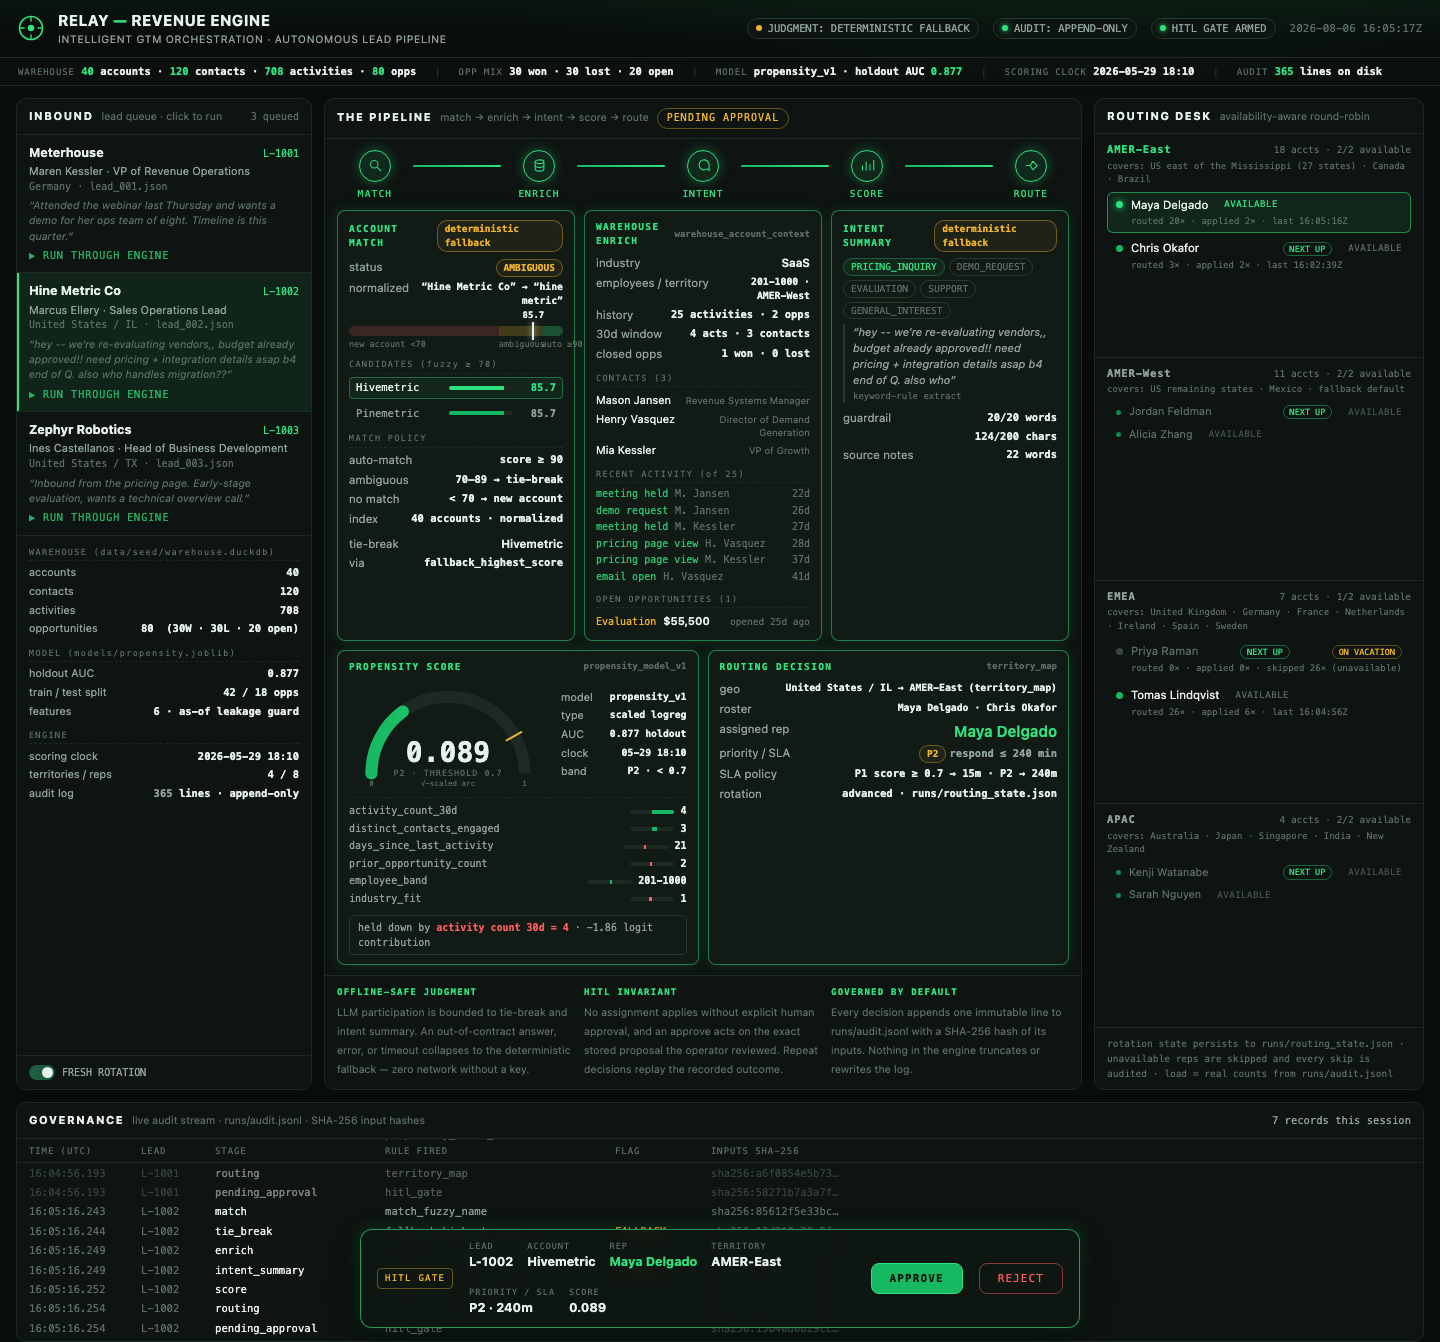 RELAY — REVENUE ENGINE
INTELLIGENT GTM ORCHESTRATION · AUTONOMOUS LEAD PIPELINE
JUDGMENT: DETERMINISTIC FALLBACK
AUDIT: APPEND-ONLY
HITL GATE ARMED
2026-08-06 16:05:17Z
WAREHOUSE 40 accounts · 120 contacts · 708 activities · 80 opps
OPP MIX 30 won · 30 lost · 20 open
MODEL propensity_v1 · holdout AUC 0.877
SCORING CLOCK 2026-05-29 18:10
AUDIT 365 lines on disk
INBOUND lead queue · click to run 3 queued
Meterhouse L-1001
Maren Kessler · VP of Revenue Operations
Germany · lead_001.json
"Attended the webinar last Thursday and wants a
demo for her ops team of eight. Timeline is this
quarter."
▶ RUN THROUGH ENGINE
Hine Metric Co L-1002
Marcus Ellery · Sales Operations Lead
United States / IL · lead_002.json
"hey -- we're re-evaluating vendors,, budget
already approved!! need pricing + integration details asap b4
end of Q. also who handles migration??"
▶ RUN THROUGH ENGINE
Zephyr Robotics L-1003
Ines Castellanos · Head of Business Development
United States / TX · lead_003.json
"Inbound from the pricing page. Early-stage
evaluation, wants a technical overview call."
▶ RUN THROUGH ENGINE
WAREHOUSE (data/seed/warehouse.duckdb)
accounts 40
contacts 120
activities 708
opportunities 80 (30W · 30L · 20 open)
MODEL (models/propensity.joblib)
holdout AUC 0.877
train / test split 42 / 18 opps
features 6 · as-of leakage guard
ENGINE
scoring clock 2026-05-29 18:10
territories / reps 4 / 8
audit log 365 lines · append-only
FRESH ROTATION
THE PIPELINE match → enrich → intent → score → route PENDING APPROVAL
MATCH
ENRICH
INTENT
SCORE
ROUTE
ACCOUNT MATCH
deterministic fallback
status AMBIGUOUS
normalized "Hine Metric Co" → "hine
metric"
85.7
new account <70 ambiguous auto ≥90
CANDIDATES (fuzzy ≥ 70)
Hivemetric 85.7
Pinemetric 85.7
MATCH POLICY
auto-match score ≥ 90
ambiguous 70–89 → tie-break
no match < 70 → new account
index 40 accounts · normalized
tie-break Hivemetric
via fallback_highest_score
WAREHOUSE ENRICH
warehouse_account_context
industry SaaS
employees / territory 201-1000 ·
AMER-West
history 25 activities · 2 opps
30d window 4 acts · 3 contacts
closed opps 1 won · 0 lost
CONTACTS (3)
Mason Jansen Revenue Systems Manager
Henry Vasquez Director of Demand
Generation
Mia Kessler VP of Growth
RECENT ACTIVITY (of 25)
meeting held M. Jansen 22d
demo request M. Jansen 26d
meeting held M. Kessler 27d
pricing page view H. Vasquez 28d
pricing page view M. Kessler 37d
email open H. Vasquez 41d
OPEN OPPORTUNITIES (1)
Evaluation $55,500 opened 25d ago
INTENT SUMMARY
deterministic fallback
PRICING_INQUIRY DEMO_REQUEST
EVALUATION SUPPORT
GENERAL_INTEREST
"hey -- we're re-evaluating vendors,,
budget already approved!! need
pricing + integration details asap b4
end of Q. also who"
keyword-rule extract
guardrail 20/20 words
124/200 chars
source notes 22 words
PROPENSITY SCORE propensity_model_v1
0.089
P2 · THRESHOLD 0.7
0 √-scaled arc 1
model propensity_v1
type scaled logreg
AUC 0.877 holdout
clock 05-29 18:10
band P2 · < 0.7
activity_count_30d 4
distinct_contacts_engaged 3
days_since_last_activity 21
prior_opportunity_count 2
employee_band 201-1000
industry_fit 1
held down by activity count 30d = 4 · −1.86 logit
contribution
ROUTING DECISION territory_map
geo United States / IL → AMER-East (territory_map)
roster Maya Delgado · Chris Okafor
assigned rep Maya Delgado
priority / SLA P2 respond ≤ 240 min
SLA policy P1 score ≥ 0.7 → 15m · P2 → 240m
rotation advanced · runs/routing_state.json
OFFLINE-SAFE JUDGMENT
LLM participation is bounded to tie-break and
intent summary. An out-of-contract answer,
error, or timeout collapses to the deterministic
fallback — zero network without a key.
HITL INVARIANT
No assignment applies without explicit human
approval, and an approve acts on the exact
stored proposal the operator reviewed. Repeat
decisions replay the recorded outcome.
GOVERNED BY DEFAULT
Every decision appends one immutable line to
runs/audit.jsonl with a SHA-256 hash of its
inputs. Nothing in the engine truncates or
rewrites the log.
ROUTING DESK availability-aware round-robin
AMER-East 18 accts · 2/2 available
covers: US east of the Mississippi (27 states) · Canada
· Brazil
Maya Delgado AVAILABLE
routed 20× · applied 2× · last 16:05:16Z
Chris Okafor NEXT UP AVAILABLE
routed 3× · applied 2× · last 16:02:39Z
AMER-West 11 accts · 2/2 available
covers: US remaining states · Mexico · fallback default
Jordan Feldman NEXT UP AVAILABLE
Alicia Zhang AVAILABLE
EMEA 7 accts · 1/2 available
covers: United Kingdom · Germany · France · Netherlands
· Ireland · Spain · Sweden
Priya Raman NEXT UP ON VACATION
routed 0× · applied 0× · skipped 26× (unavailable)
Tomas Lindqvist AVAILABLE
routed 26× · applied 6× · last 16:04:56Z
APAC 4 accts · 2/2 available
covers: Australia · Japan · Singapore · India · New
Zealand
Kenji Watanabe NEXT UP AVAILABLE
Sarah Nguyen AVAILABLE
rotation state persists to runs/routing_state.json ·
unavailable reps are skipped and every skip is
audited · load = real counts from runs/audit.jsonl
GOVERNANCE live audit stream · runs/audit.jsonl · SHA-256 input hashes 7 records this session
TIME (UTC) LEAD STAGE RULE FIRED FLAG INPUTS SHA-256
16:04:56.193 L-1001 routing territory_map sha256:a6f0854e5b73…
16:04:56.193 L-1001 pending_approval hitl_gate sha256:58271b7a3a7f…
16:05:16.243 L-1002 match match_fuzzy_name sha256:85612f5e33bc…
16:05:16.244 L-1002 tie_break
16:05:16.249 L-1002 enrich
16:05:16.249 L-1002 intent_summary
16:05:16.252 L-1002 score
16:05:16.254 L-1002 routing
16:05:16.254 L-1002 pending_approval hitl_gate
HITL GATE
LEAD L-1002
ACCOUNT Hivemetric
REP Maya Delgado
TERRITORY AMER-East
PRIORITY / SLA P2 · 240m
SCORE 0.089
APPROVE
REJECT